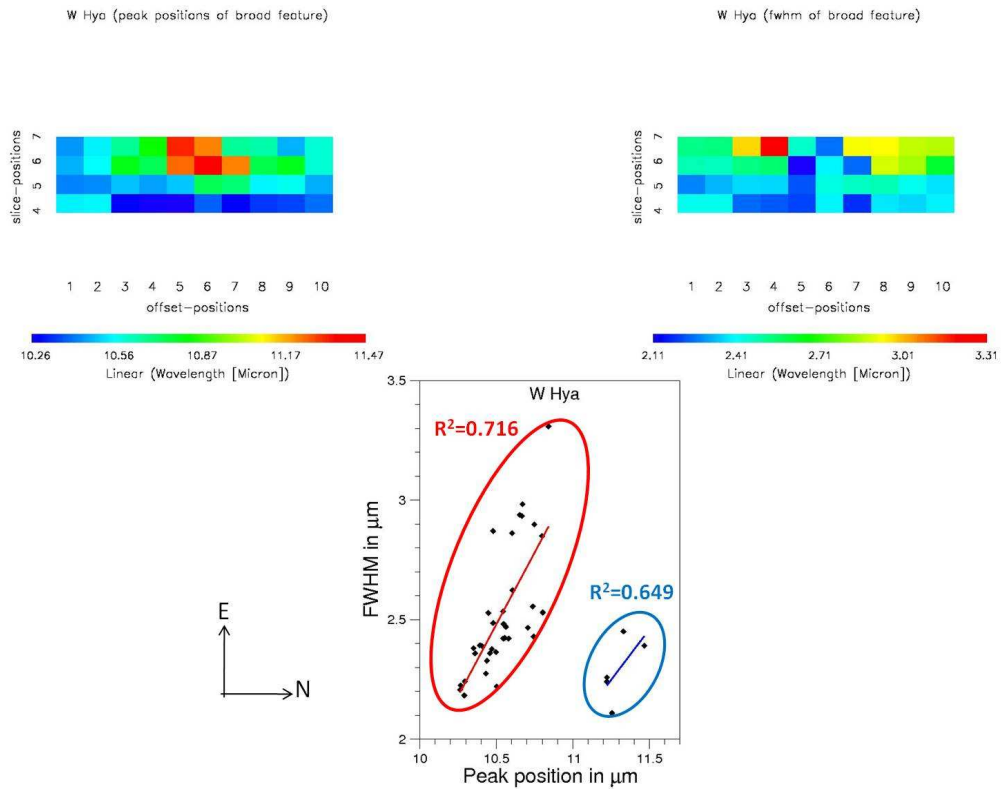 W Hya (peak positions of broad feature)
W Hya (fwhm of broad feature)
slice-positions
7
6
5
4
1 2 3 4 5 6 7 8 9 10
offset-positions
10.26 10.56 10.87 11.17 11.47
Linear (Wavelength [Micron])
slice-positions
7
6
5
4
1 2 3 4 5 6 7 8 9 10
offset-positions
2.11 2.41 2.71 3.01 3.31
Linear (Wavelength [Micron])
W Hya
R²=0.716
R²=0.649
FWHM in μm
3.5
3
2.5
2
10 10.5 11 11.5
Peak position in μm
E
N